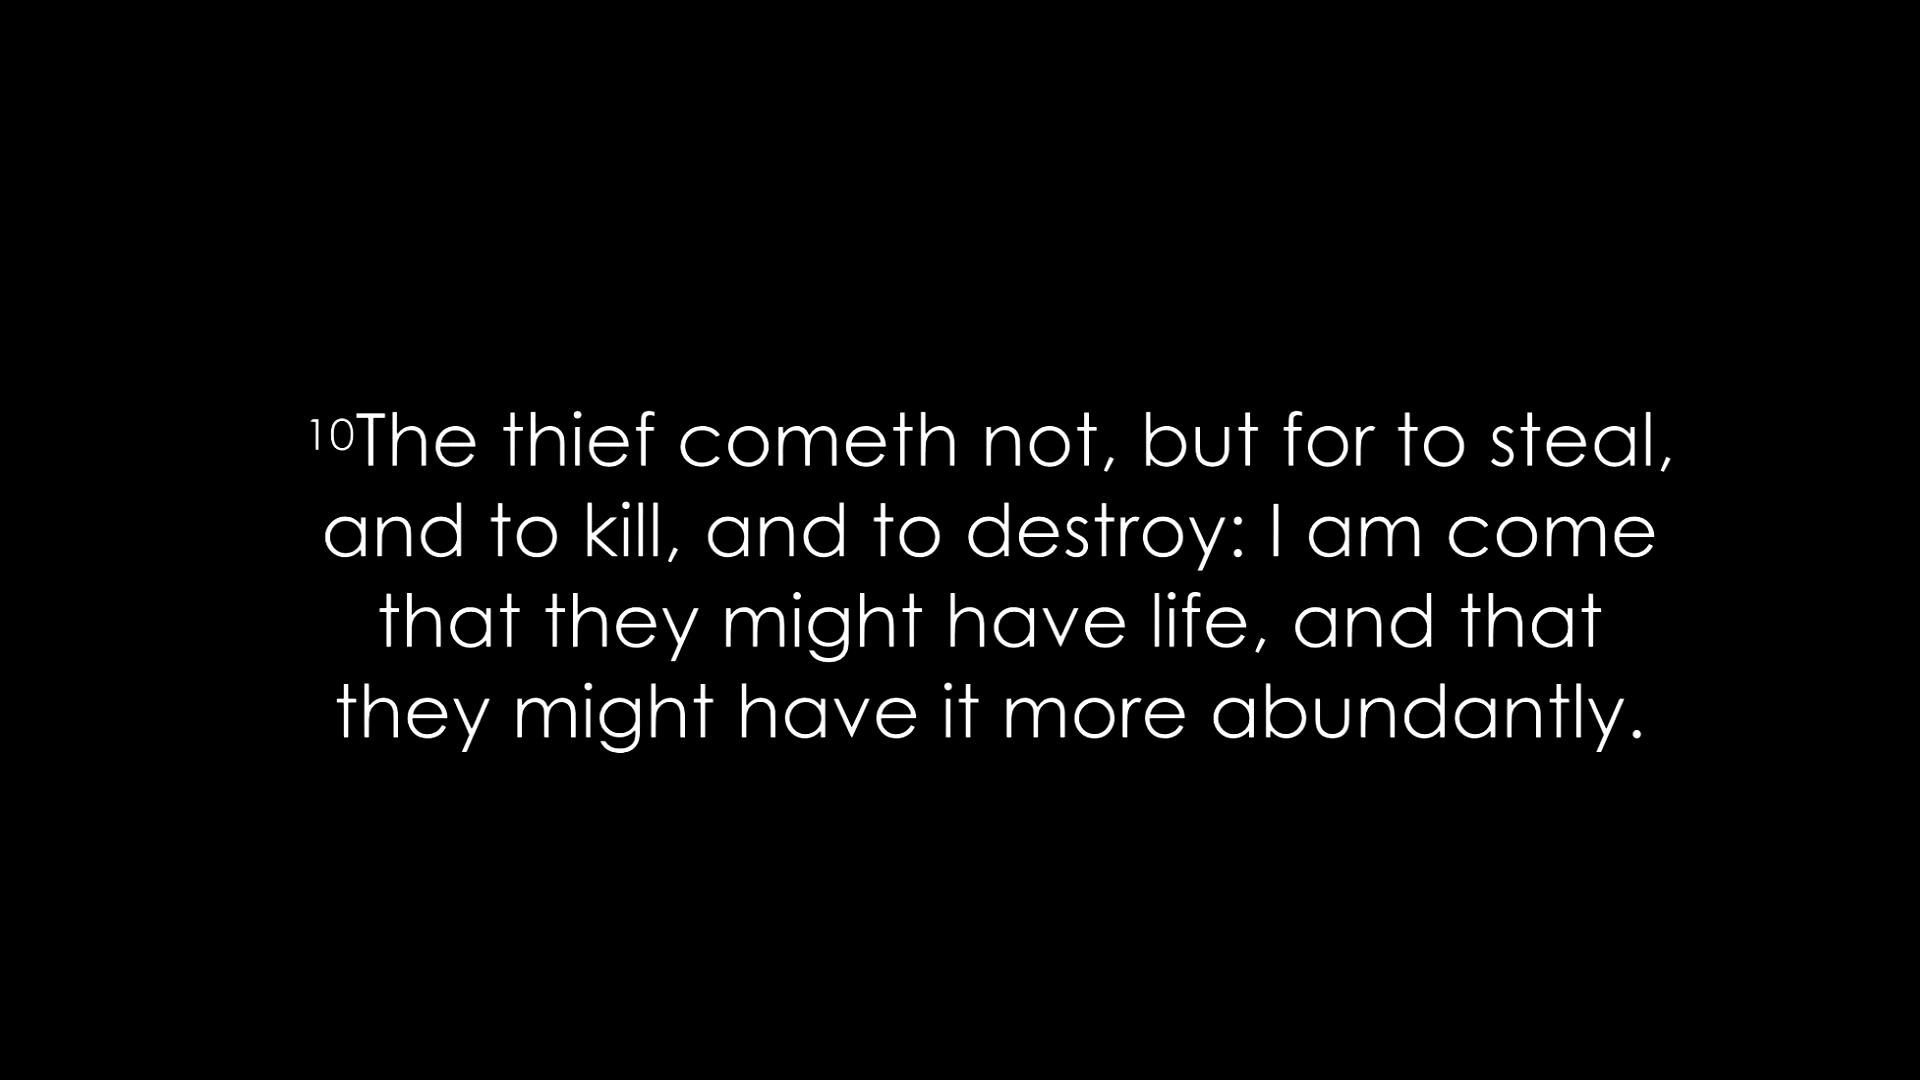 10The thief cometh not, but for to steal,
and to kill, and to destroy: I am come
that they might have life, and that
they might have it more abundantly.